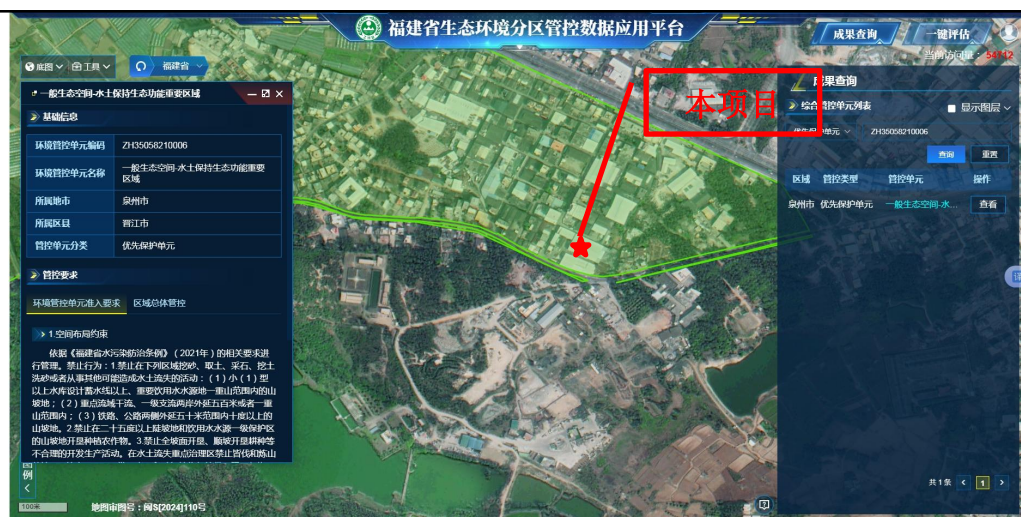 福建省生态环境分区管控数据应用平台
成果查询
一键评估
当前访问量：54712
底图
工具
福建省
一般生态空间-水土保持生态功能重要区域
基础信息
环境管控单元编码 ZH35058210006
环境管控单元名称 一般生态空间-水土保持生态功能重要
区域
所属地市 泉州市
所属区县 晋江市
管控单元分类 优先保护单元
管控要求
环境管控单元准入要求 区域总体管控
1.空间布局约束
依据《福建省水污染防治条例》（2021年）的相关要求进
行管理。禁止行为：1.禁止在下列区域挖砂、取土、采石、挖土
洗砂或者从事其他可能造成水土流失的活动：（1）小（1）型
以上水库设计蓄水线以上、重要饮用水水源地一重山范围内的山
坡地；（2）重点流域干流、一级支流两岸外延五百米或者一重
山范围内；（3）铁路、公路两侧外延五十米范围内十度以上的
山坡地。2.禁止在二十五度以上陡坡地和饮用水水源一级保护区
的山坡地开垦种植农作物。3.禁止全坡面开垦、顺坡开垦耕种等
不合理的开发生产活动。在水土流失重点治理区禁止皆伐和炼山
例
100米
地图审图号：闽S[2024]110号
本项目
成果查询
综合管控单元列表
显示图层
优先保护单元 ZH35058210006
查询 重置
区域 管控类型 管控单元 操作
泉州市 优先保护单元 一般生态空间-水... 查看
共1条 < 1 >